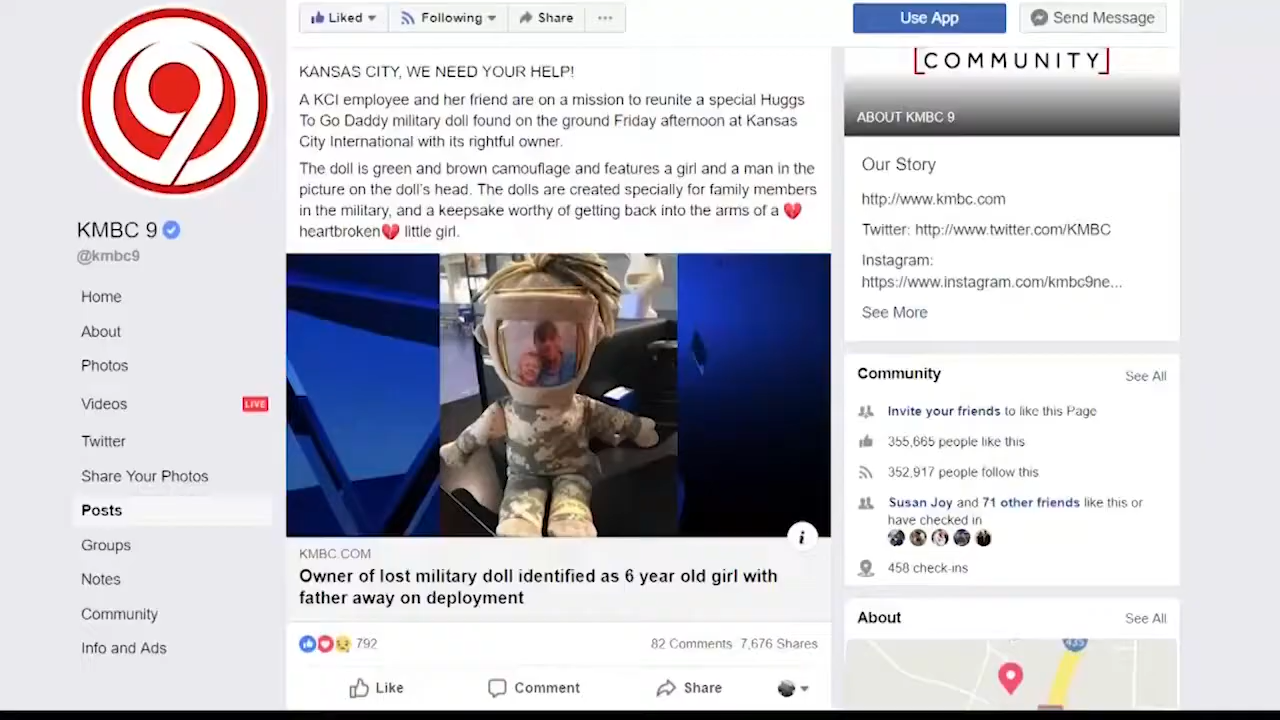 Liked
Following
Share
Use App
Send Message
9
KMBC 9
@kmbc9
Home
About
Photos
Videos
LIVE
Twitter
Share Your Photos
Posts
Groups
Notes
Community
Info and Ads
KANSAS CITY, WE NEED YOUR HELP!
A KCI employee and her friend are on a mission to reunite a special Huggs
To Go Daddy military doll found on the ground Friday afternoon at Kansas
City International with its rightful owner.
The doll is green and brown camouflage and features a girl and a man in the
picture on the doll's head. The dolls are created specially for family members
in the military, and a keepsake worthy of getting back into the arms of a 💔
heartbroken💔 little girl.
KMBC.COM
Owner of lost military doll identified as 6 year old girl with
father away on deployment
792
82 Comments 7,676 Shares
Like
Comment
Share
[COMMUNITY]
ABOUT KMBC 9
Our Story
http://www.kmbc.com
Twitter: http://www.twitter.com/KMBC
Instagram:
https://www.instagram.com/kmbc9ne...
See More
Community
See All
Invite your friends to like this Page
355,665 people like this
352,917 people follow this
Susan Joy and 71 other friends like this or
have checked in
458 check-ins
About
See All
435